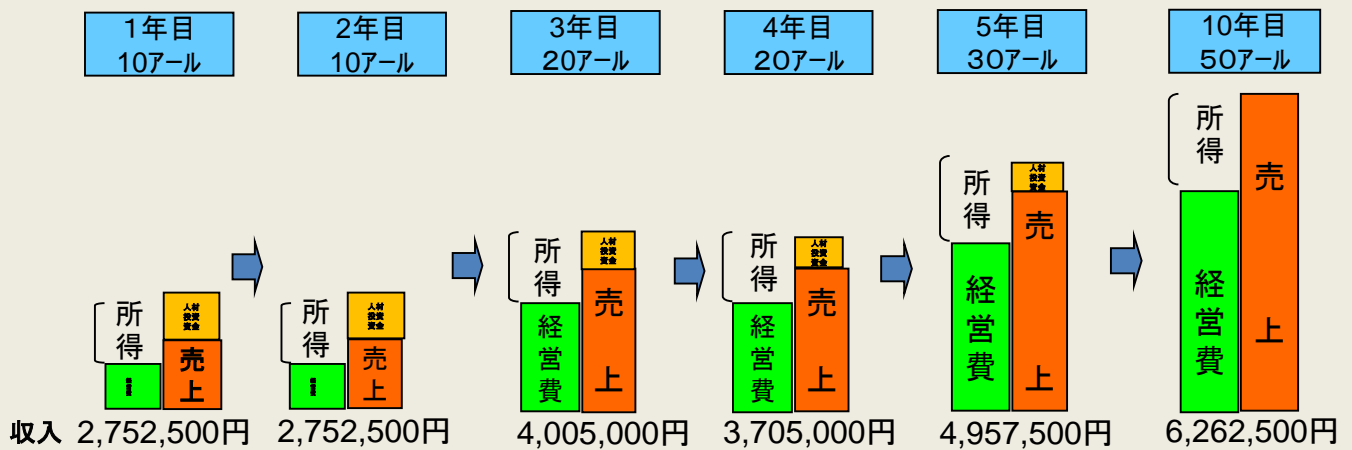 1年目
10アール
2年目
10アール
3年目
20アール
4年目
20アール
5年目
30アール
10年目
50アール
所得
人材
投資
資金
売上
所得
人材
投資
資金
売上
所得
経営費
人材
投資
資金
売上
所得
経営費
人材
投資
資金
売上
所得
経営費
人材
投資
資金
売上
所得
経営費
売上
収入 2,752,500円 2,752,500円 4,005,000円 3,705,000円 4,957,500円 6,262,500円